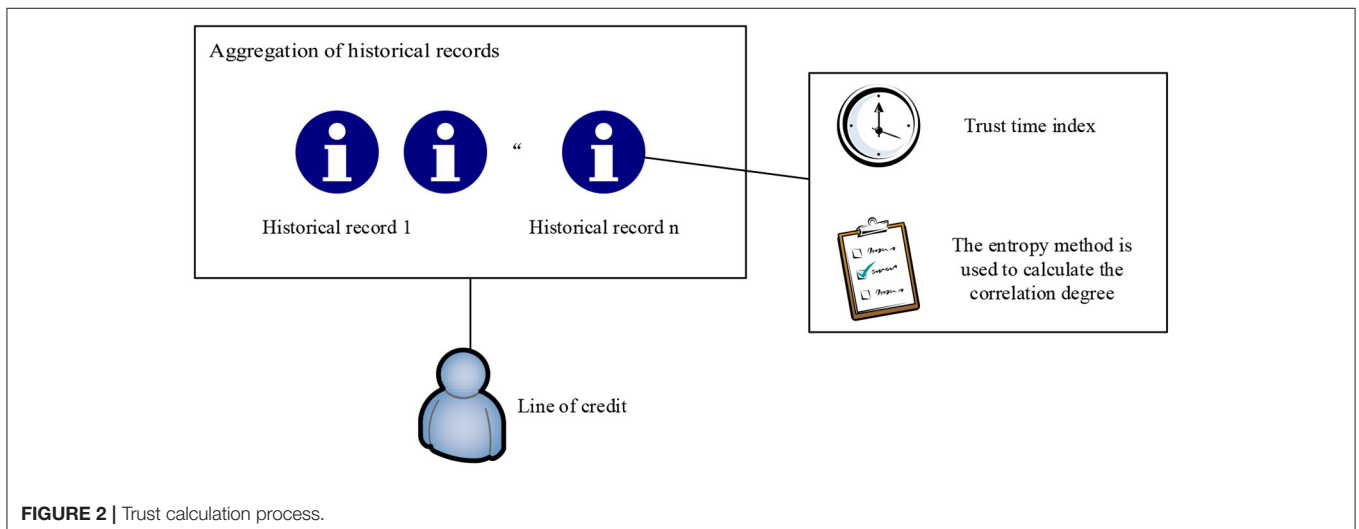 Aggregation of historical records
“
Historical record 1
Historical record n
Trust time index
The entropy method is
used to calculate the
correlation degree
Line of credit
FIGURE 2 | Trust calculation process.